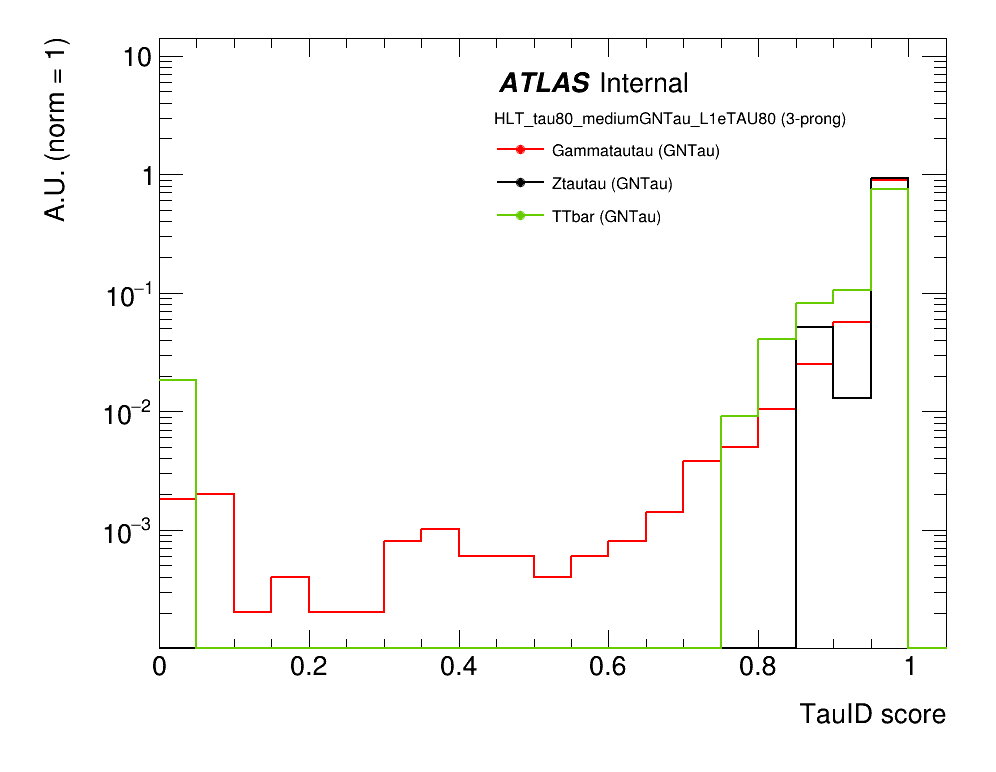 A.U. (norm = 1)
10
1
10⁻¹
10⁻²
10⁻³
ATLAS Internal
HLT_tau80_mediumGNTau_L1eTAU80 (3-prong)
Gammatautau (GNTau)
Ztautau (GNTau)
TTbar (GNTau)
0 0.2 0.4 0.6 0.8 1
TauID score